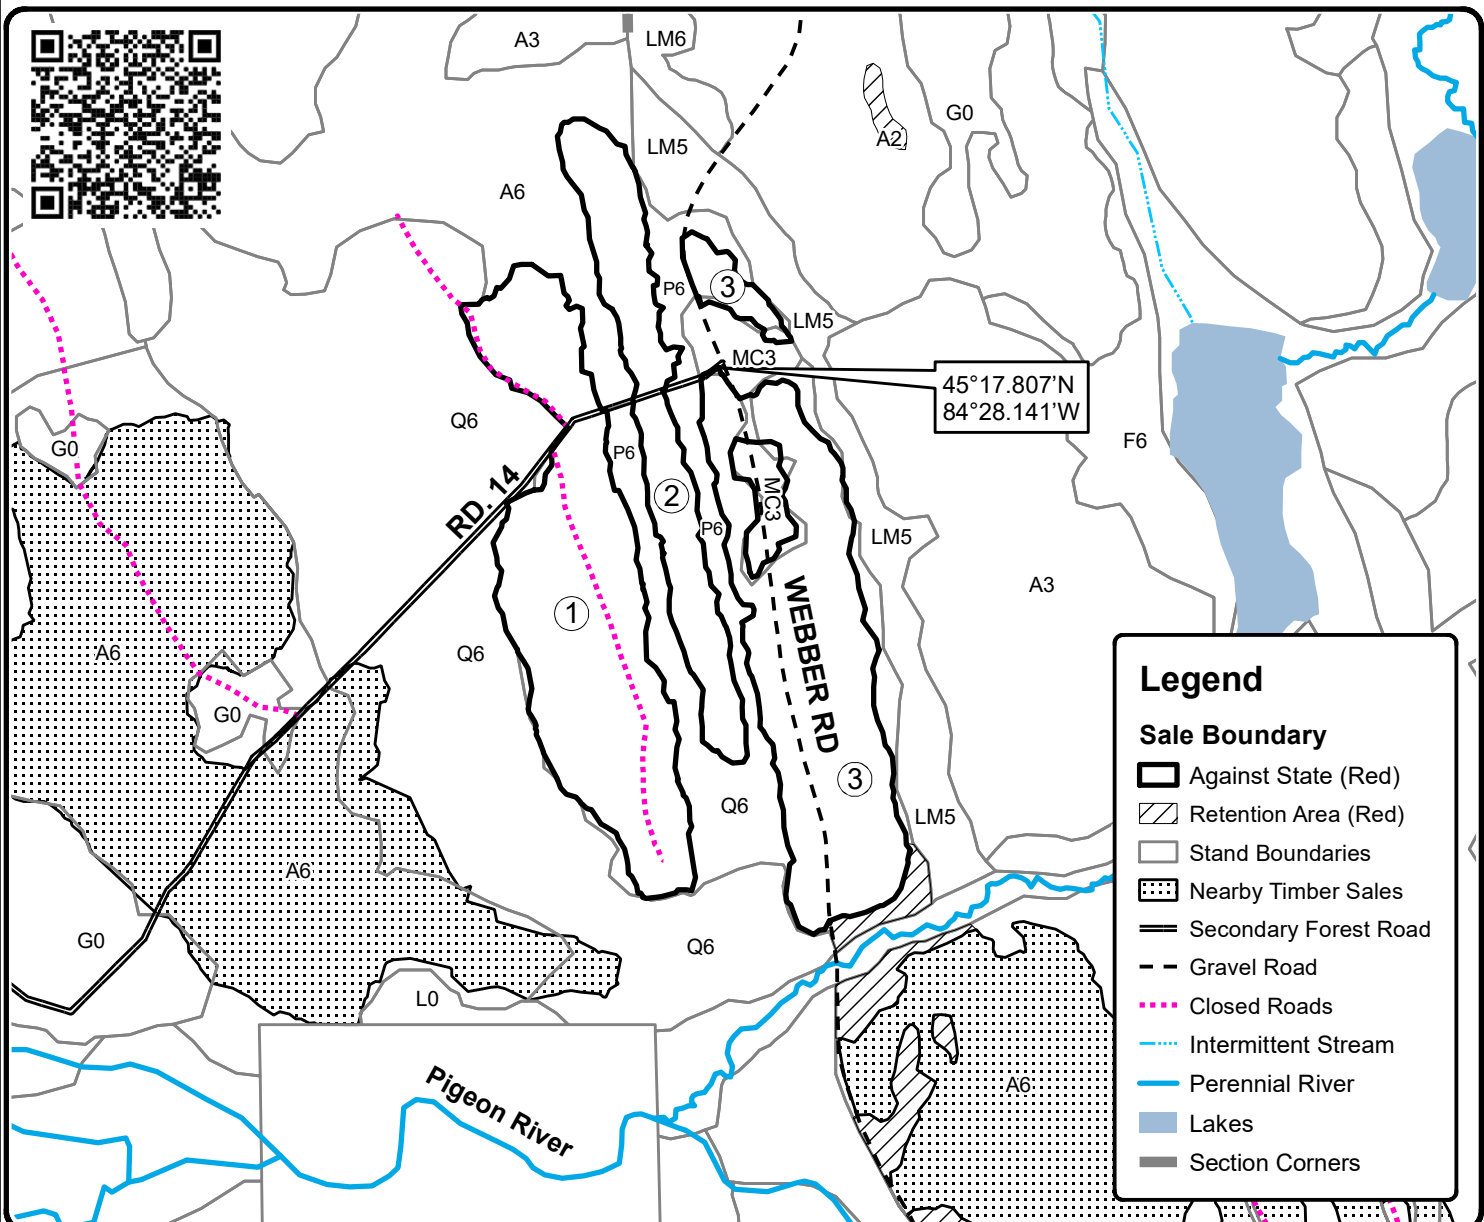 A3
LM6
G0
A2
LM5
A6
3
P6
LM5
MC3
45°17.807'N
84°28.141'W
Q6
F6
G0
P6
RD. 14
2
MC3
P6
LM5
A3
1
WEBBER RD
A6
Q6
G0
3
Q6
LM5
A6
G0
Q6
L0
A6
Pigeon River
Legend
Sale Boundary
Against State (Red)
Retention Area (Red)
Stand Boundaries
Nearby Timber Sales
Secondary Forest Road
Gravel Road
Closed Roads
Intermittent Stream
Perennial River
Lakes
Section Corners